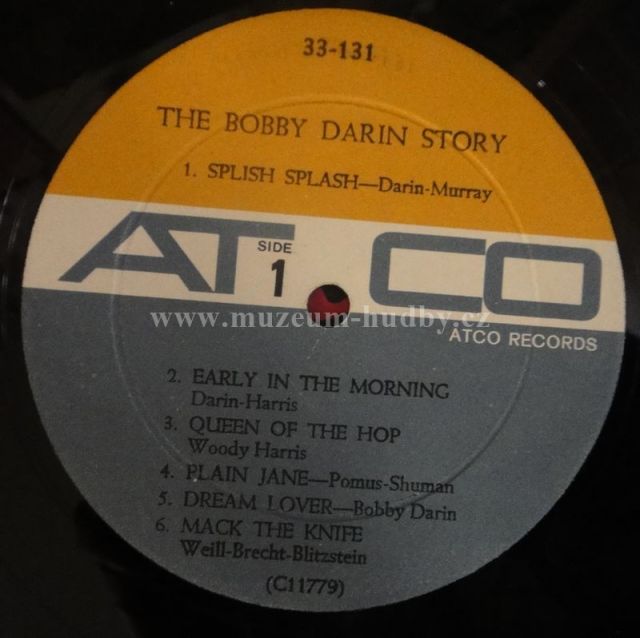 33-131
THE BOBBY DARIN STORY
1. SPLISH SPLASH—Darin-Murray
ATCO
SIDE
1
www.muzeum-hudby.cz
ATCO RECORDS
2. EARLY IN THE MORNING
Darin-Harris
3. QUEEN OF THE HOP
Woody Harris
4. PLAIN JANE—Pomus-Shuman
5. DREAM LOVER—Bobby Darin
6. MACK THE KNIFE
Weill-Brecht-Blitzstein
(C11779)